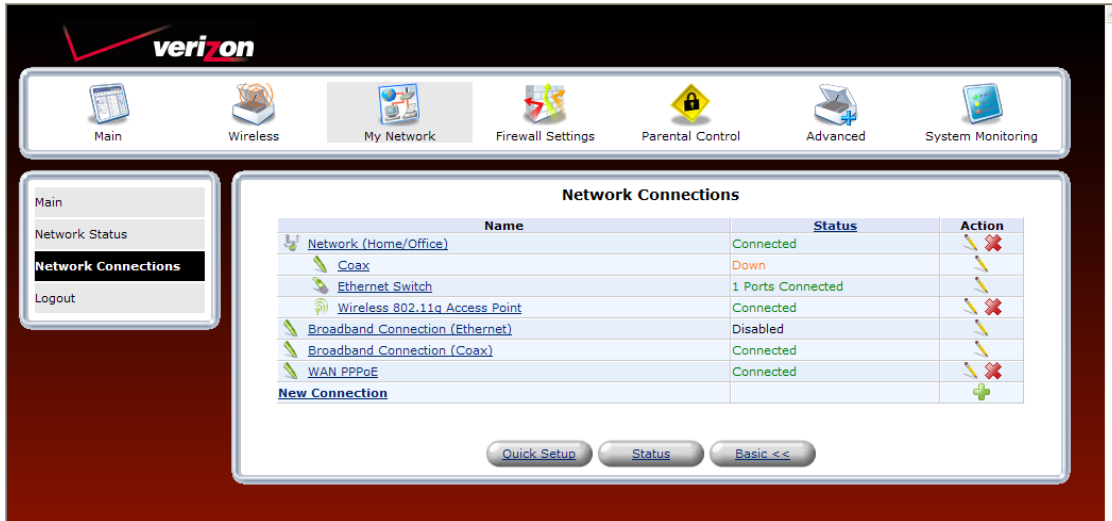 verizon
Main
Wireless
My Network
Firewall Settings
Parental Control
Advanced
System Monitoring
Main
Network Status
Network Connections
Logout
Network Connections
Name Status Action
Network (Home/Office) Connected
Coax Down
Ethernet Switch 1 Ports Connected
Wireless 802.11g Access Point Connected
Broadband Connection (Ethernet) Disabled
Broadband Connection (Coax) Connected
WAN PPPoE Connected
New Connection
Quick Setup Status Basic <<